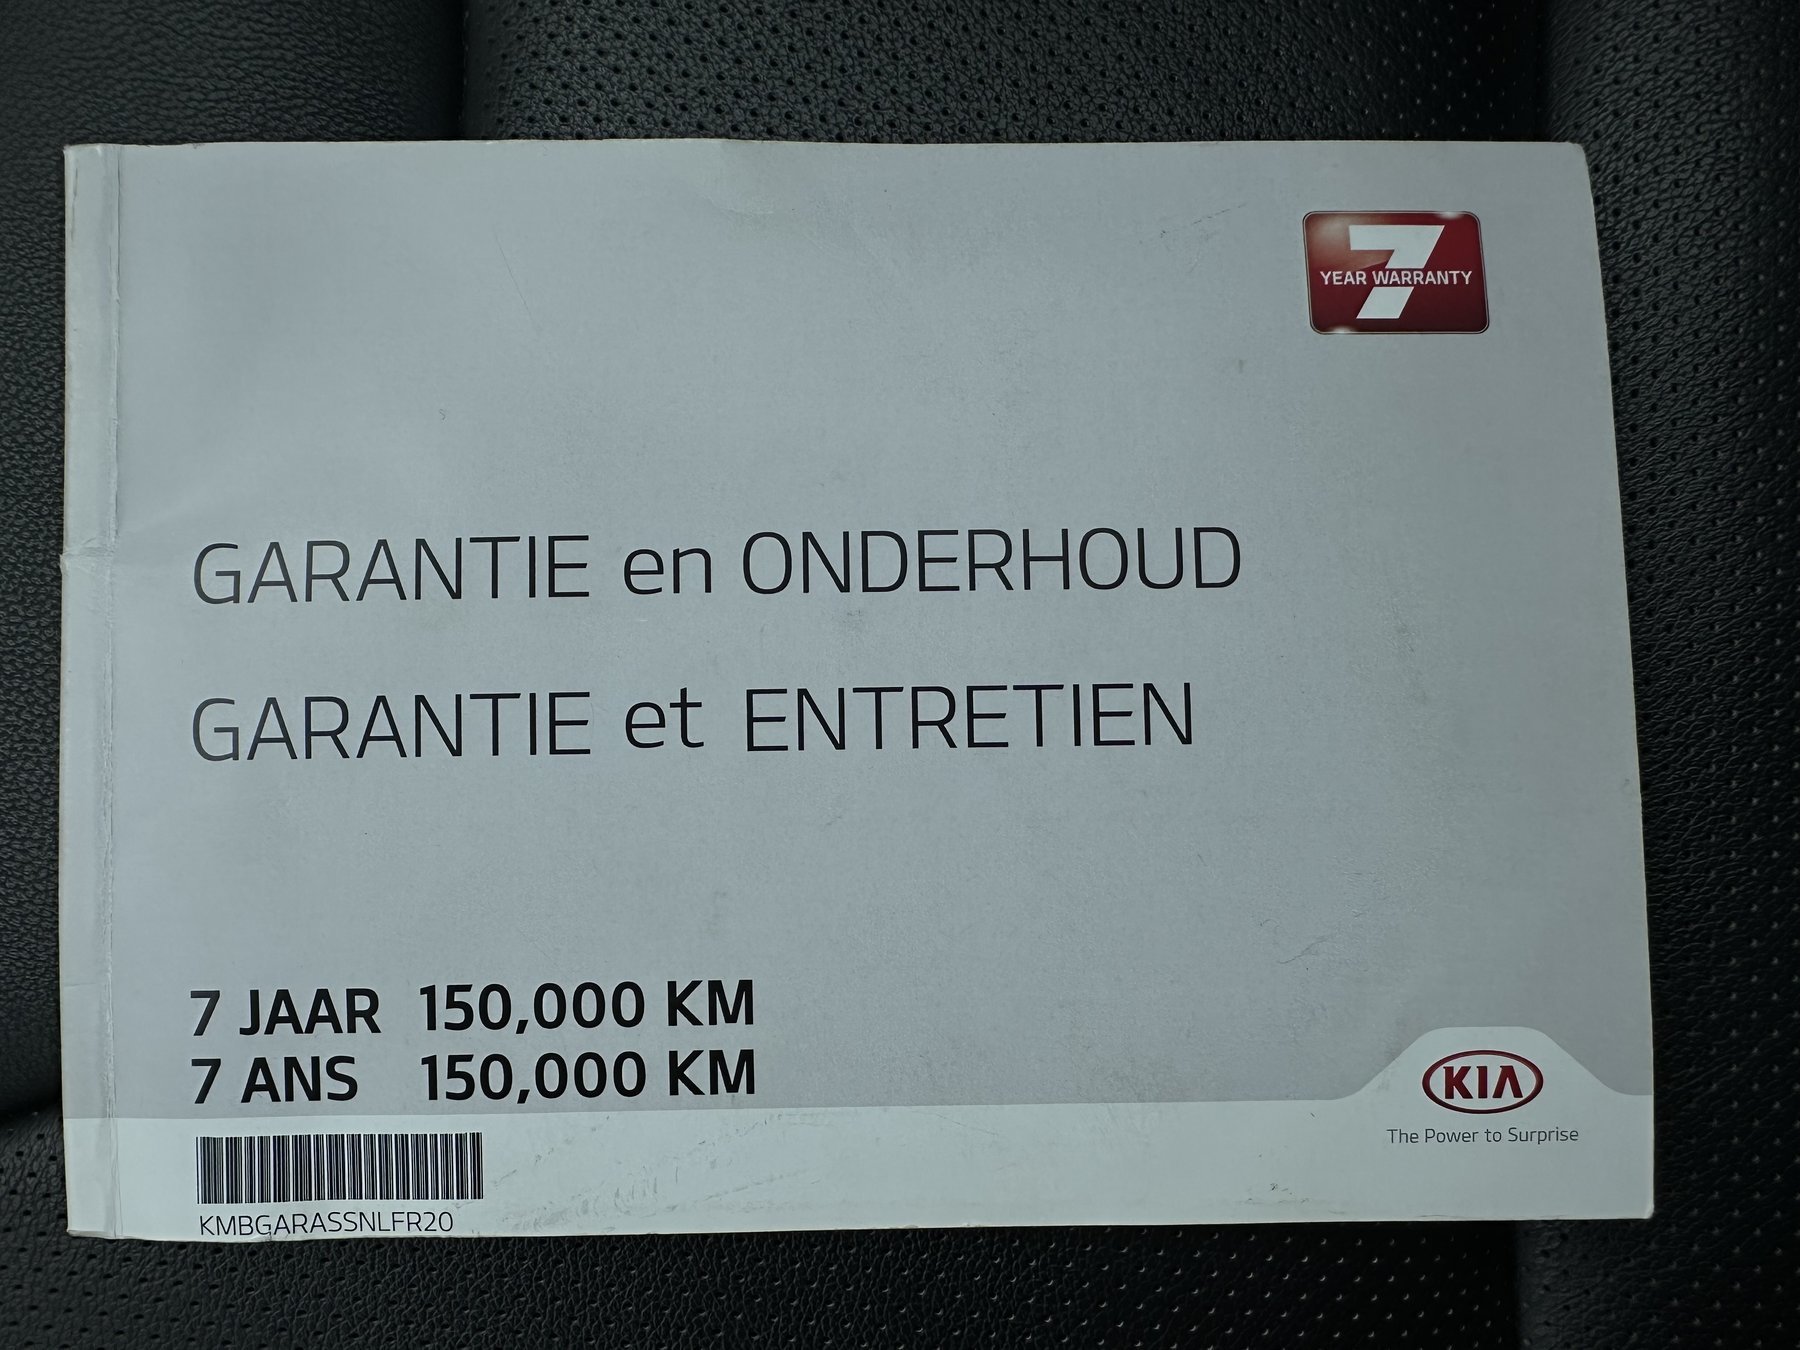 7
YEAR WARRANTY
GARANTIE en ONDERHOUD
GARANTIE et ENTRETIEN
7 JAAR 150,000 KM
7 ANS 150,000 KM
KIA
The Power to Surprise
KMBGARASSNLFR20